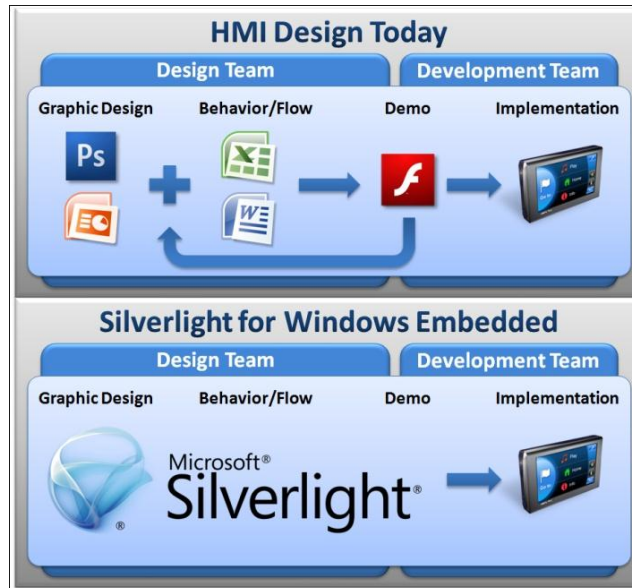 HMI Design Today
Design Team
Development Team
Graphic Design
Behavior/Flow
Demo
Implementation
Ps
Silverlight for Windows Embedded
Design Team
Development Team
Graphic Design
Behavior/Flow
Demo
Implementation
Microsoft®
Silverlight®
®